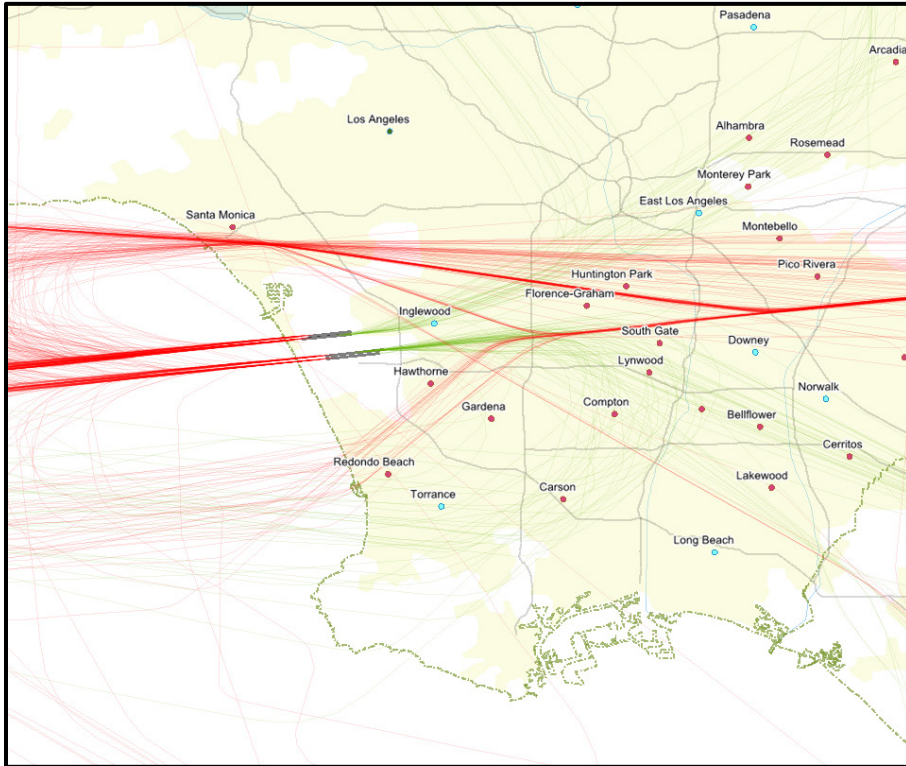 Pasadena
Arcadia
Los Angeles
Alhambra
Rosemead
Monterey Park
East Los Angeles
Santa Monica
Montebello
Pico Rivera
Huntington Park
Florence-Graham
Inglewood
South Gate
Downey
Lynwood
Hawthorne
Norwalk
Gardena
Compton
Bellflower
Cerritos
Redondo Beach
Lakewood
Torrance
Carson
Long Beach